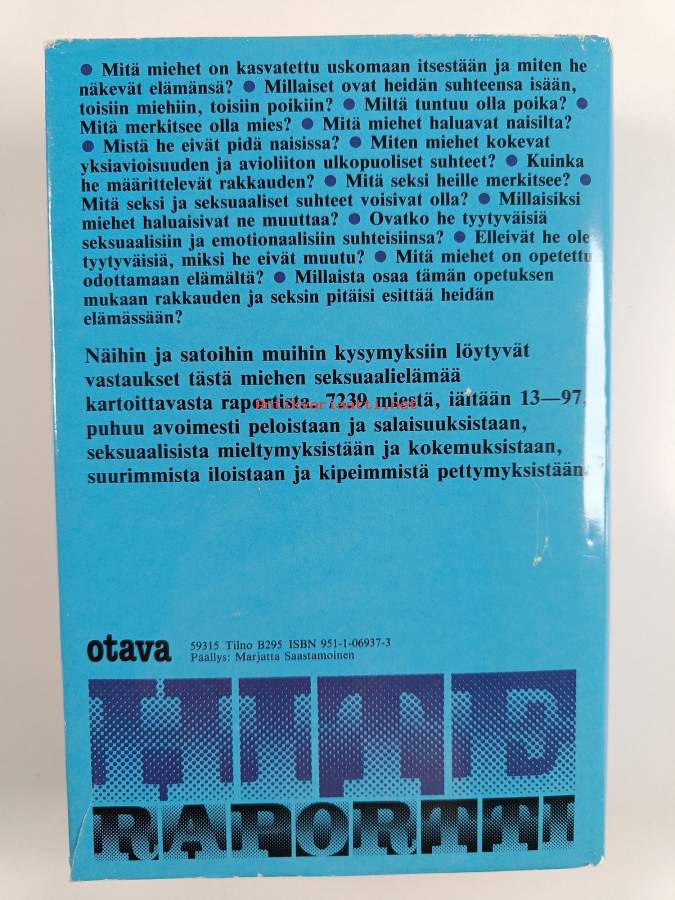 ● Mitä miehet on kasvatettu uskomaan itsestään ja miten he
näkevät elämänsä? ● Millaiset ovat heidän suhteensa isään,
toisiin miehiin, toisiin poikiin? ● Miltä tuntuu olla poika? ●
Mitä merkitsee olla mies? ● Mitä miehet haluavat naisilta?
● Mistä he eivät pidä naisissa? ● Miten miehet kokevat
yksiavioisuuden ja avioliiton ulkopuoliset suhteet? ● Kuinka
he määrittelevät rakkauden? ● Mitä seksi heille merkitsee? ●
Mitä seksi ja seksuaaliset suhteet voisivat olla? ● Millaisiksi
miehet haluaisivat ne muuttaa? ● Ovatko he tyytyväisiä
seksuaalisiin ja emotionaalisiin suhteisiinsa? ● Elleivät he ole
tyytyväisiä, miksi he eivät muutu? ● Mitä miehet on opetettu
odottamaan elämältä? ● Millaista osaa tämän opetuksen
mukaan rakkauden ja seksin pitäisi esittää heidän
elämässään?
Näihin ja satoihin muihin kysymyksiin löytyvät
vastaukset tästä miehen seksuaalielämää
kartoittavasta raportista. 7239 miestä, iältään 13—97,
puhuu avoimesti peloistaan ja salaisuuksistaan,
seksuaalisista mieltymyksistään ja kokemuksistaan,
suurimmista iloistaan ja kipeimmistä pettymyksistään.
otava
59315 Tilno B295 ISBN 951-1-06937-3
Päällys: Marjatta Saastamoinen
HITE
RAPORTTI